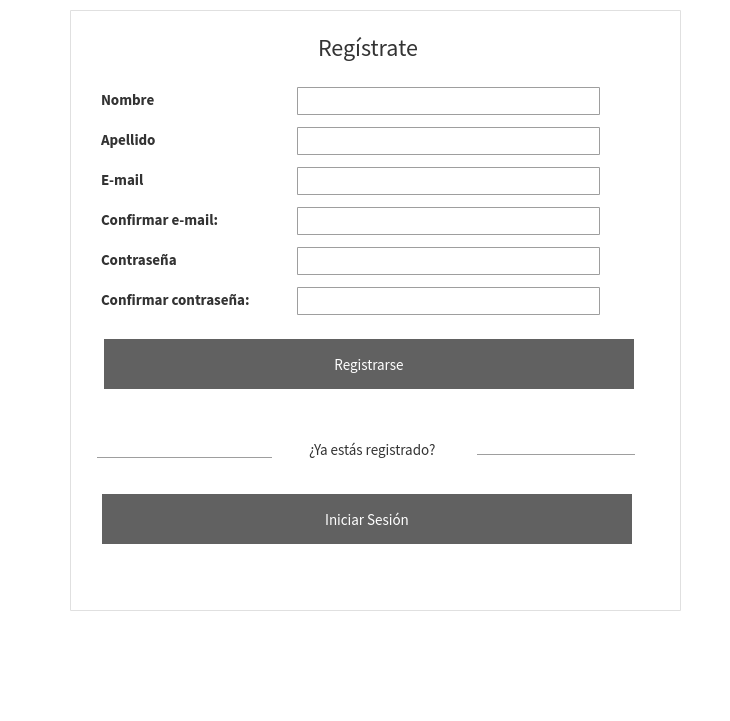 Regístrate
Nombre
Apellido
E-mail
Confirmar e-mail:
Contraseña
Confirmar contraseña:
Registrarse
¿Ya estás registrado?
Iniciar Sesión